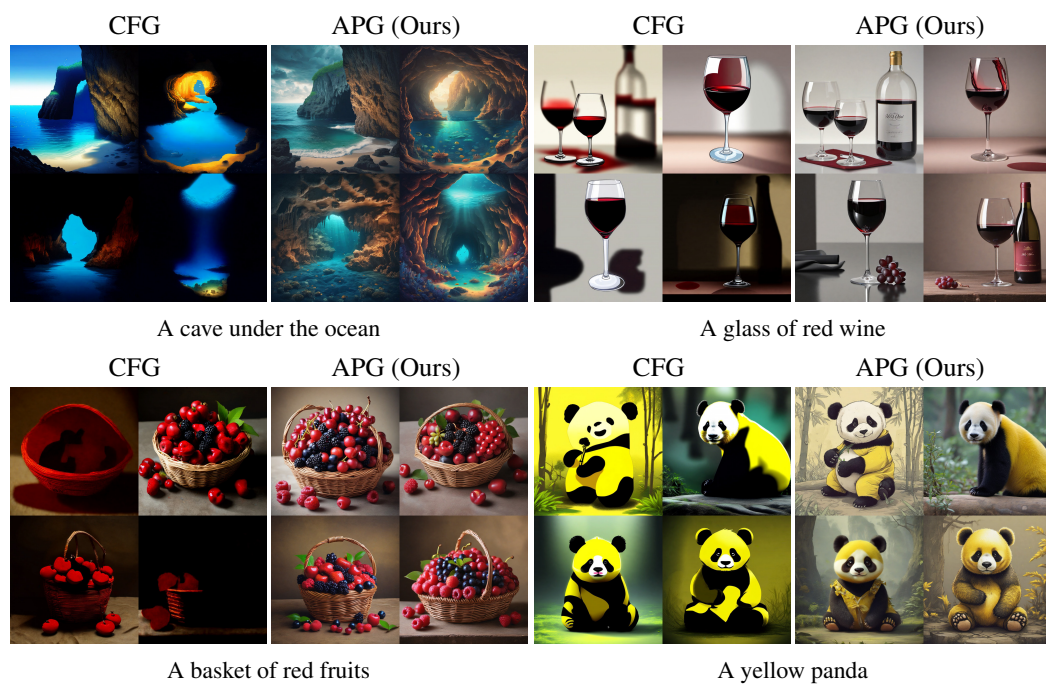 CFG
APG (Ours)
CFG
APG (Ours)
A cave under the ocean
A glass of red wine
CFG
APG (Ours)
CFG
APG (Ours)
A basket of red fruits
A yellow panda